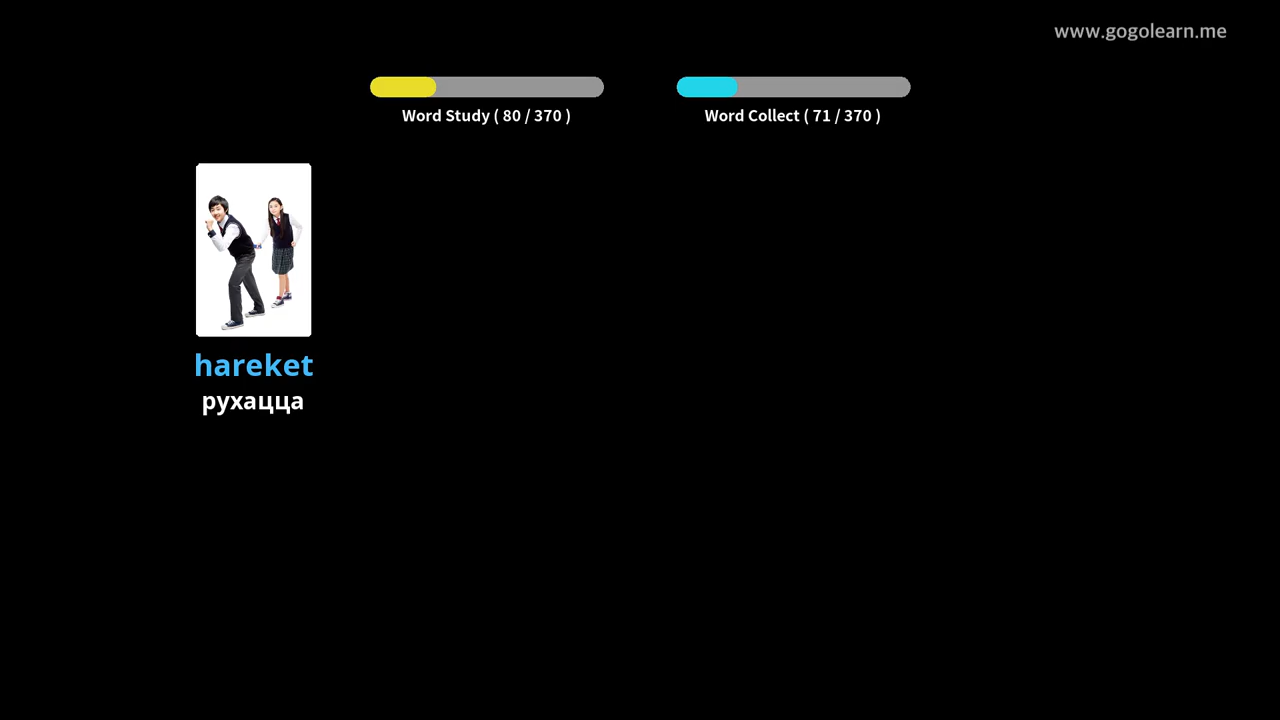 www.gogolearn.me
Word Study ( 80 / 370 )
Word Collect ( 71 / 370 )
hareket
рухацца